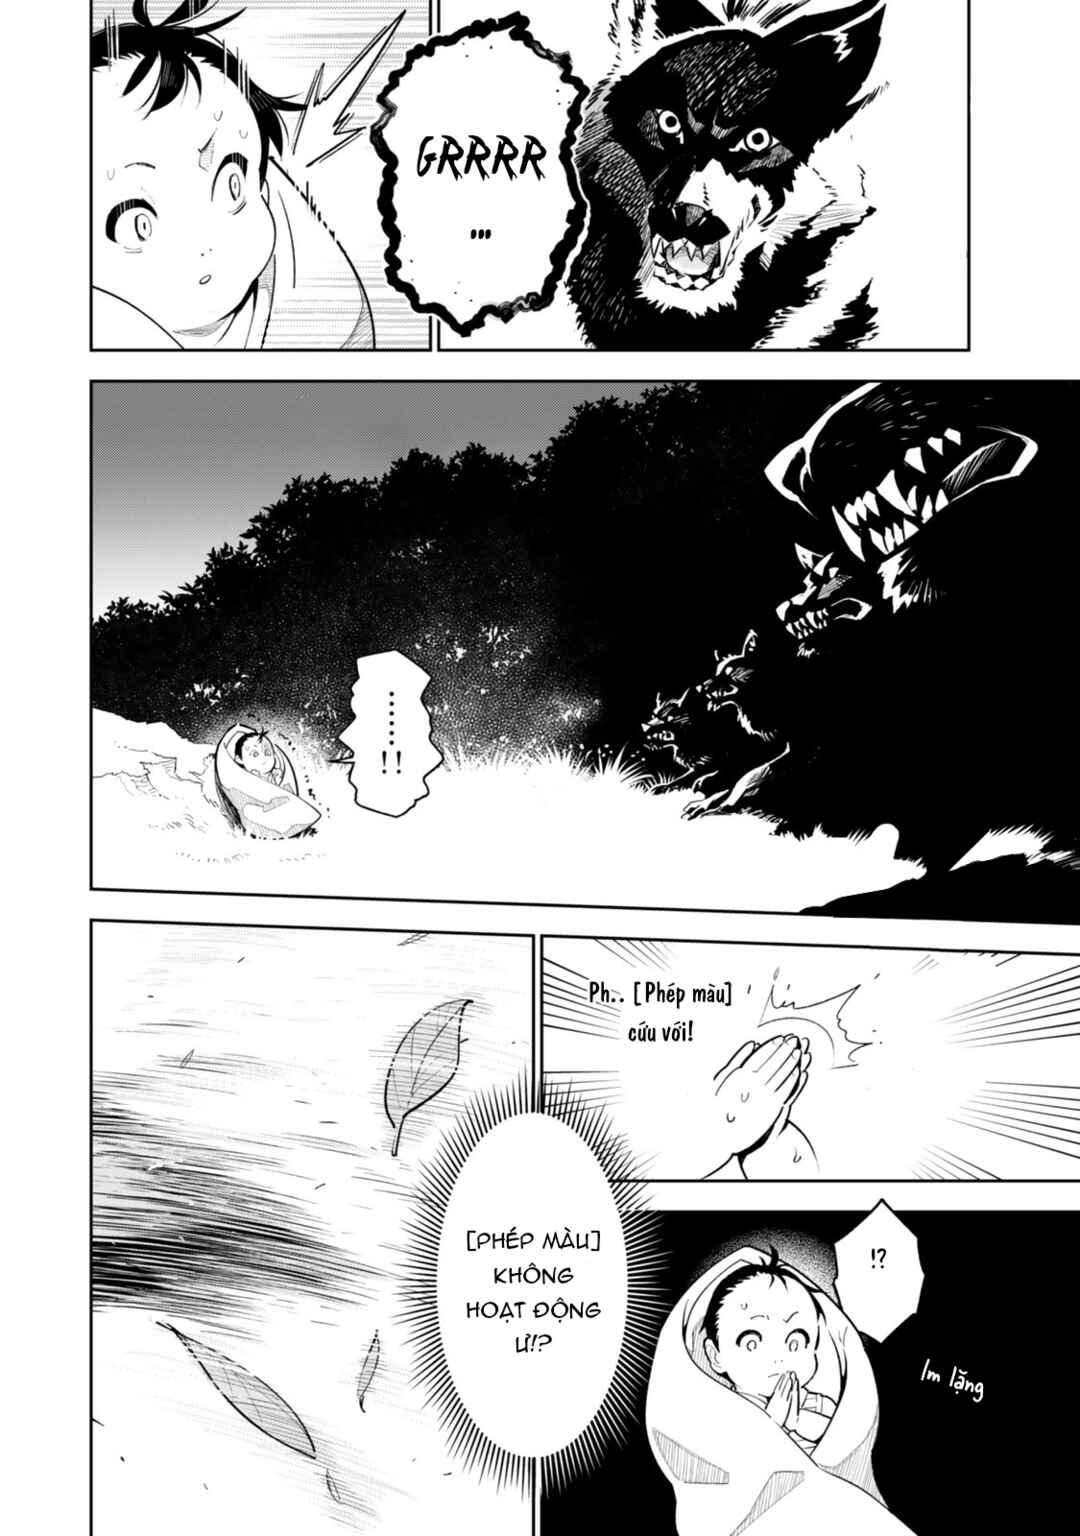 GRRRR
...
......
!!
Ph.. [Phép màu]
cứu với!
!?
Im lặng
[PHÉP MÀU]
KHÔNG
HOẠT ĐỘNG
Ư!?